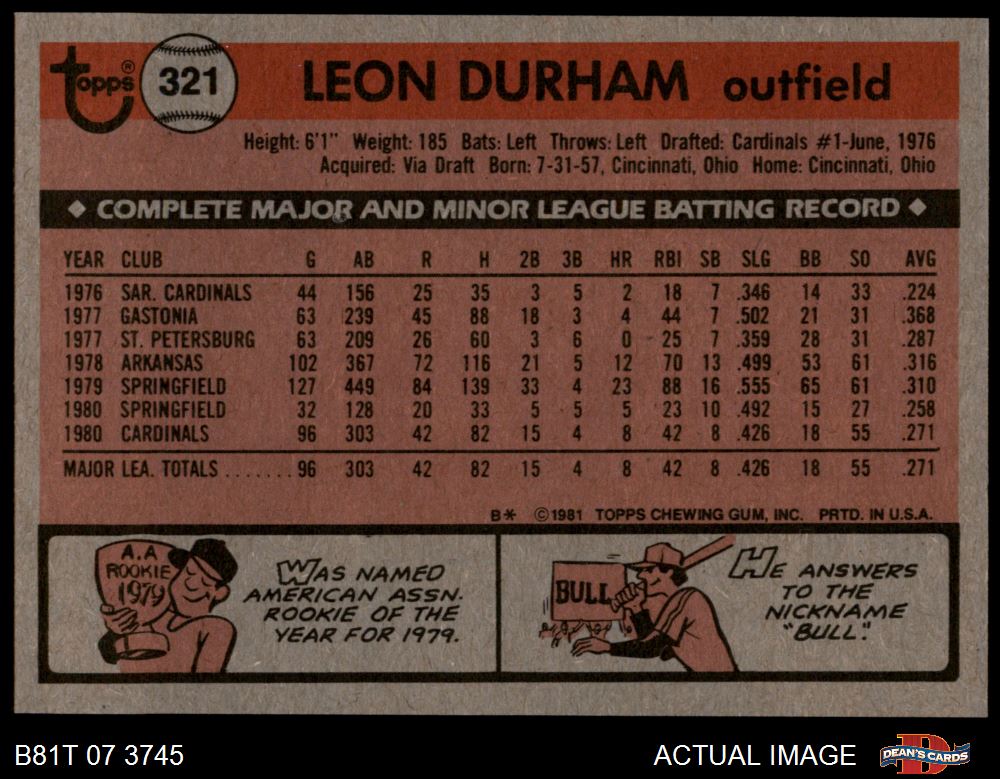 Topps® 321 LEON DURHAM outfield
Height: 6'1" Weight: 185 Bats: Left Throws: Left Drafted: Cardinals #1-June, 1976
Acquired: Via Draft Born: 7-31-57, Cincinnati, Ohio Home: Cincinnati, Ohio
◆ COMPLETE MAJOR AND MINOR LEAGUE BATTING RECORD ◆
YEAR CLUB G AB R H 2B 3B HR RBI SB SLG BB SO AVG
1976 SAR. CARDINALS 44 156 25 35 3 5 2 18 7 .346 14 33 .224
1977 GASTONIA 63 239 45 88 18 3 4 44 7 .502 21 31 .368
1977 ST. PETERSBURG 63 209 26 60 3 6 0 25 7 .359 28 31 .287
1978 ARKANSAS 102 367 72 116 21 5 12 70 13 .499 53 61 .316
1979 SPRINGFIELD 127 449 84 139 33 4 23 88 16 .555 65 61 .310
1980 SPRINGFIELD 32 128 20 33 5 5 5 23 10 .492 15 27 .258
1980 CARDINALS 96 303 42 82 15 4 8 42 8 .426 18 55 .271
MAJOR LEA. TOTALS ....... 96 303 42 82 15 4 8 42 8 .426 18 55 .271
B* ©1981 TOPPS CHEWING GUM, INC. PRTD. IN U.S.A.
A.A
ROOKIE
1979
WAS NAMED
AMERICAN ASSN.
ROOKIE OF THE
YEAR FOR 1979.
BULL
HE ANSWERS
TO THE
NICKNAME
"BULL."
B81T 07 3745 ACTUAL IMAGE DEAN'S CARDS